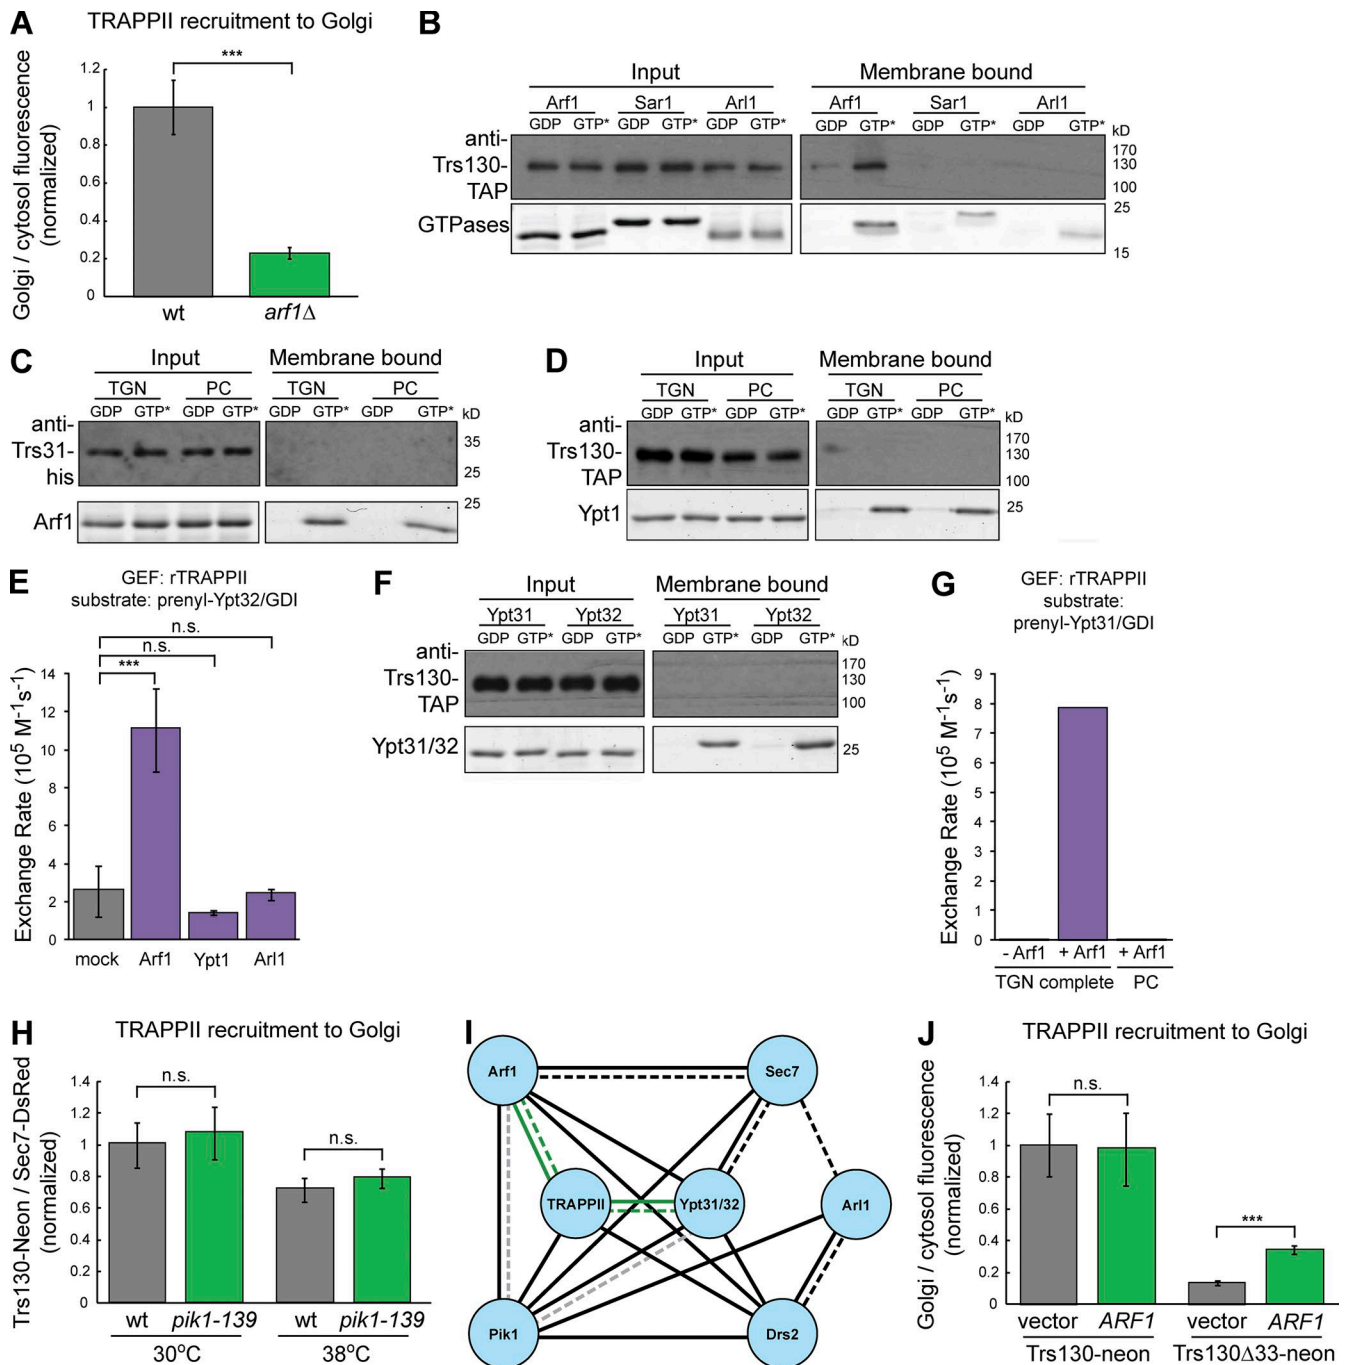 A
TRAPPII recruitment to Golgi
Golgi / cytosol fluorescence
(normalized)
1.2
1
0.8
0.6
0.4
0.2
0
***
wt
arf1Δ
B
Input
Membrane bound
Arf1 Sar1 Arl1 Arf1 Sar1 Arl1
GDP GTP* GDP GTP* GDP GTP* GDP GTP* GDP GTP* GDP GTP* kD
anti-
Trs130-
TAP
170
130
100
GTPases
25
15
C
Input
Membrane bound
TGN PC TGN PC
GDP GTP* GDP GTP* GDP GTP* GDP GTP* kD
anti-
Trs31-
his
35
25
Arf1
25
D
Input
Membrane bound
TGN PC TGN PC
GDP GTP* GDP GTP* GDP GTP* GDP GTP* kD
anti-
Trs130-
TAP
170
130
100
Ypt1
25
E
GEF: rTRAPPII
substrate: prenyl-Ypt32/GDI
Exchange Rate (10⁵ M⁻¹s⁻¹)
n.s.
n.s.
***
14
12
10
8
6
4
2
0
mock Arf1 Ypt1 Arl1
F
Input
Membrane bound
Ypt31 Ypt32 Ypt31 Ypt32
GDP GTP* GDP GTP* GDP GTP* GDP GTP* kD
anti-
Trs130-
TAP
170
130
100
Ypt31/32
25
G
GEF: rTRAPPII
substrate:
prenyl-Ypt31/GDI
Exchange Rate (10⁵ M⁻¹s⁻¹)
9
8
7
6
5
4
3
2
1
0
- Arf1 + Arf1 + Arf1
TGN complete PC
H
TRAPPII recruitment to Golgi
Trs130-Neon / Sec7-DsRed
(normalized)
1.4
1.2
1
0.8
0.6
0.4
0.2
0
n.s.
n.s.
wt pik1-139 wt pik1-139
30ºC 38ºC
I
Arf1
Sec7
TRAPPII
Ypt31/32
Arl1
Pik1
Drs2
J
TRAPPII recruitment to Golgi
Golgi / cytosol fluorescence
(normalized)
1.4
1.2
1
0.8
0.6
0.4
0.2
0
n.s.
***
vector ARF1 vector ARF1
Trs130-neon Trs130Δ33-neon